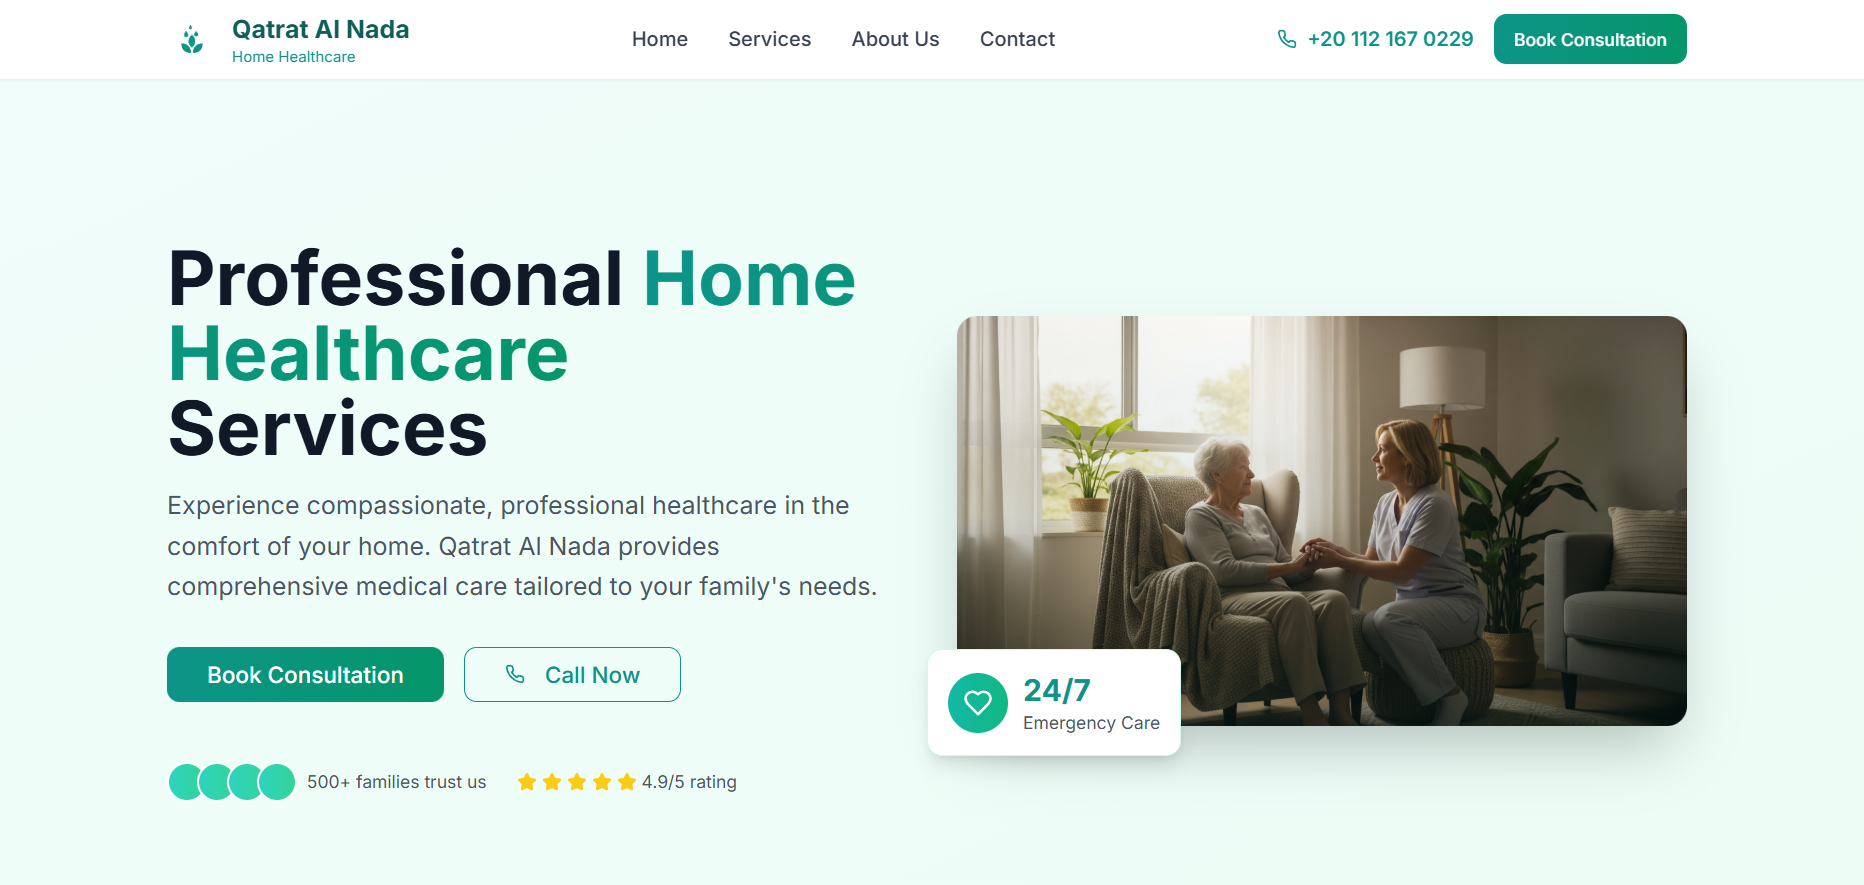 Qatrat Al Nada
Home Healthcare
Home
Services
About Us
Contact
+20 112 167 0229
Book Consultation
Professional Home
Healthcare
Services
Experience compassionate, professional healthcare in the
comfort of your home. Qatrat Al Nada provides
comprehensive medical care tailored to your family's needs.
Book Consultation
Call Now
500+ families trust us
4.9/5 rating
24/7
Emergency Care